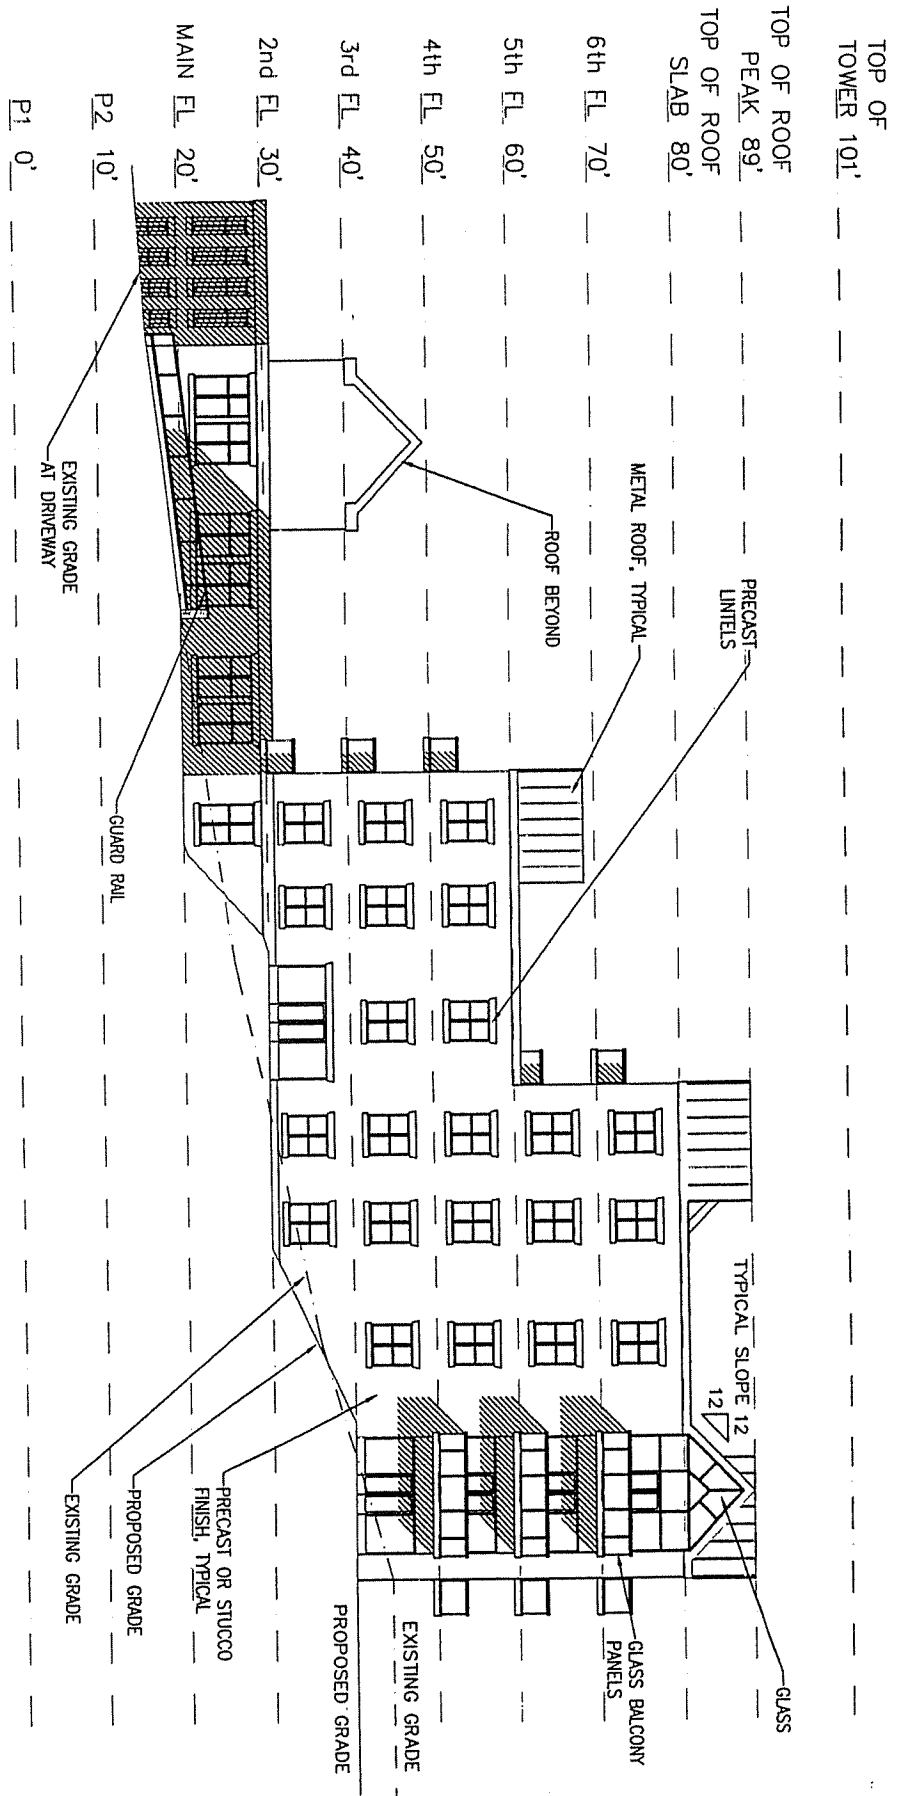 TOP OF
TOWER 101'
TOP OF ROOF
PEAK 89'
TOP OF ROOF
SLAB 80'
6th FL 70'
5th FL 60'
4th FL 50'
3rd FL 40'
2nd FL 30'
MAIN FL 20'
P2 10'
P1 0'
PRECAST
LINTELS
METAL ROOF, TYPICAL
ROOF BEYOND
EXISTING GRADE
AT DRIVEWAY
GUARD RAIL
TYPICAL SLOPE 12
12
GLASS
GLASS BALCONY
PANELS
EXISTING GRADE
PROPOSED GRADE
PRECAST OR STUCCO
FINISH, TYPICAL
PROPOSED GRADE
EXISTING GRADE